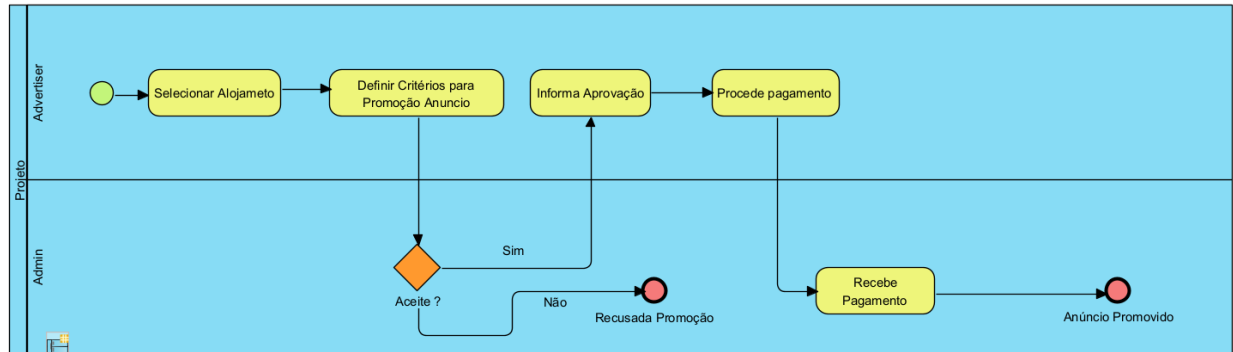 Projeto
Advertiser
Selecionar Alojameto
Definir Critérios para
Promoção Anuncio
Informa Aprovação
Procede pagamento
Admin
Aceite ?
Sim
Não
Recusada Promoção
Recebe
Pagamento
Anúncio Promovido